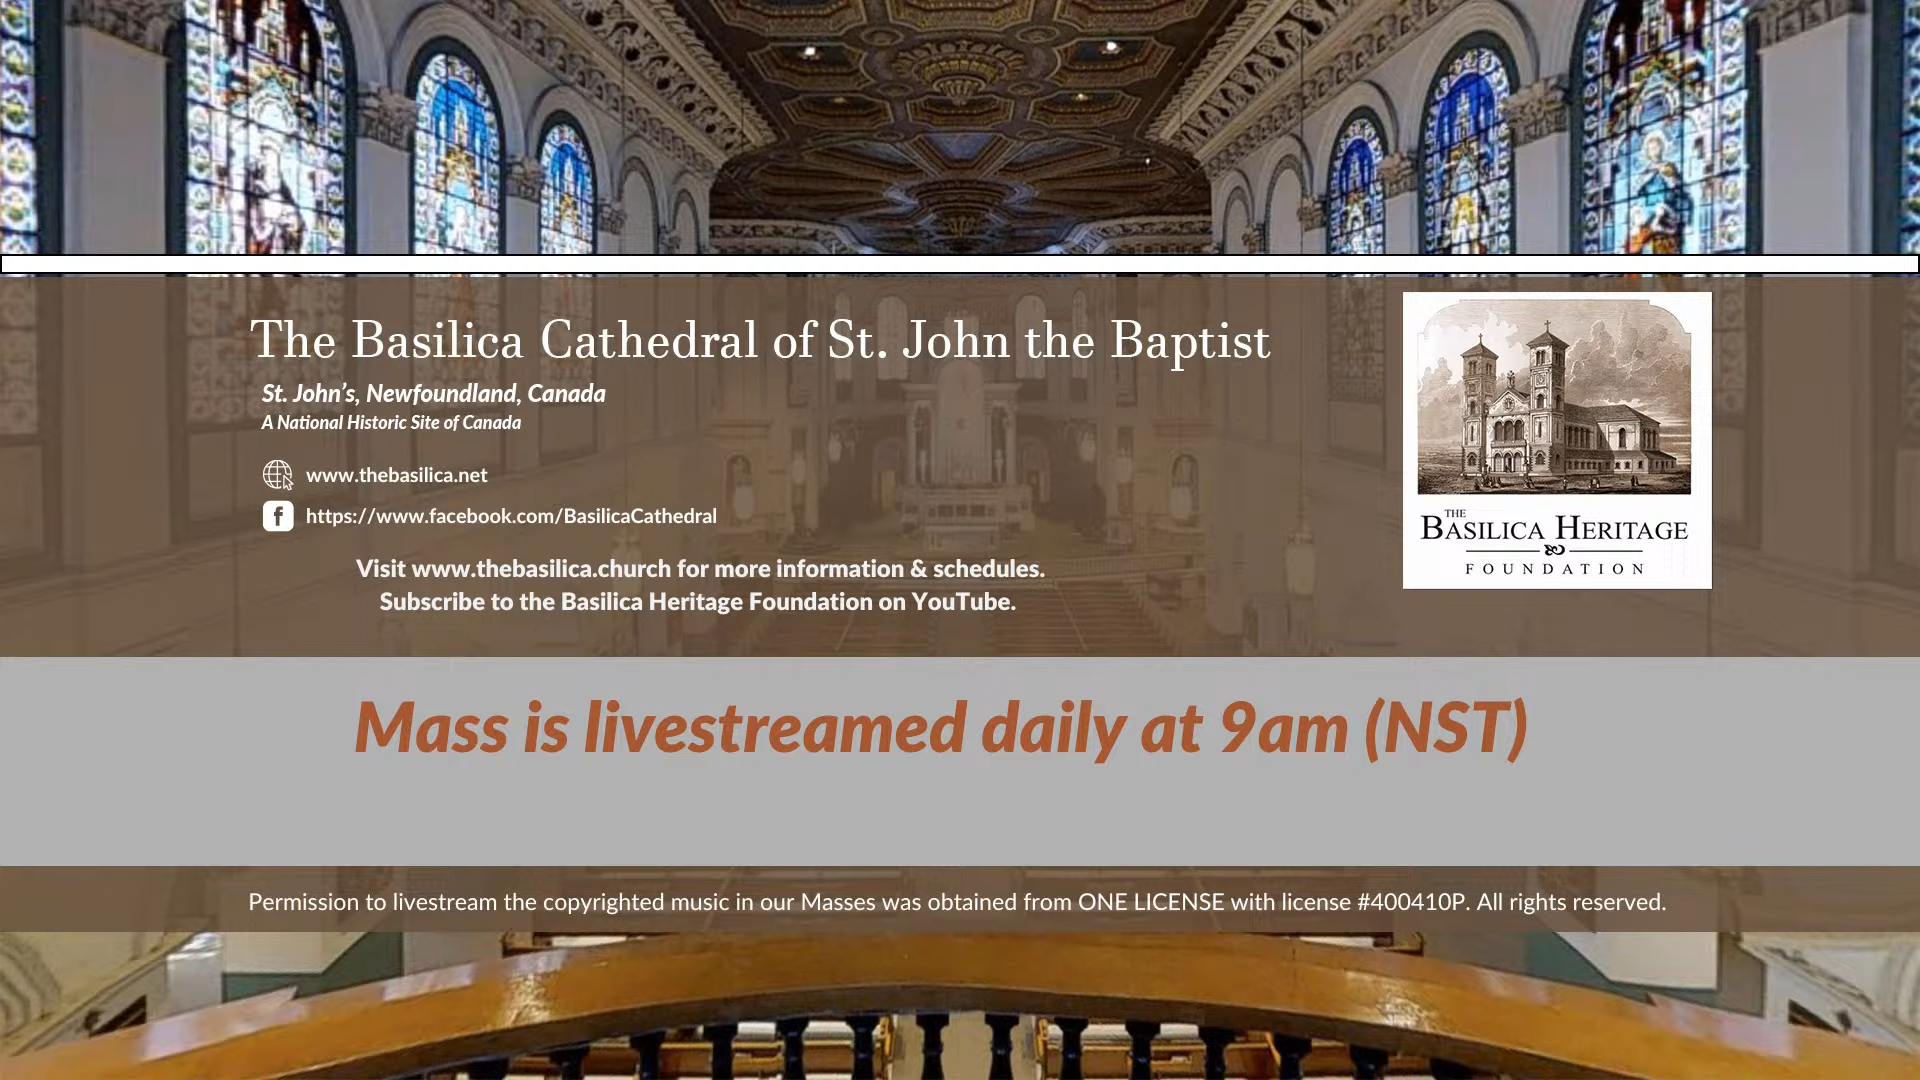 The Basilica Cathedral of St. John the Baptist
St. John’s, Newfoundland, Canada
A National Historic Site of Canada
www.thebasilica.net
f https://www.facebook.com/BasilicaCathedral
Visit www.thebasilica.church for more information & schedules.
Subscribe to the Basilica Heritage Foundation on YouTube.
THE
BASILICA HERITAGE
FOUNDATION
Mass is livestreamed daily at 9am (NST)
Permission to livestream the copyrighted music in our Masses was obtained from ONE LICENSE with license #400410P. All rights reserved.